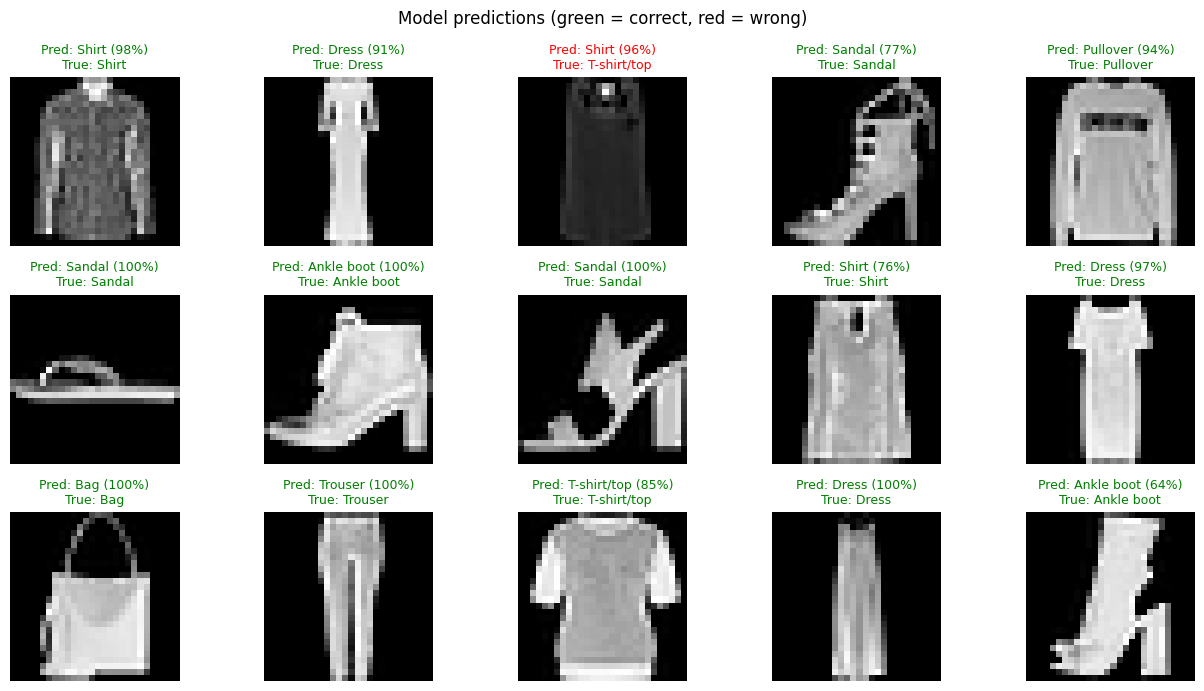 Model predictions (green = correct, red = wrong)
Pred: Shirt (98%)
True: Shirt
Pred: Dress (91%)
True: Dress
Pred: Shirt (96%)
True: T-shirt/top
Pred: Sandal (77%)
True: Sandal
Pred: Pullover (94%)
True: Pullover
Pred: Sandal (100%)
True: Sandal
Pred: Ankle boot (100%)
True: Ankle boot
Pred: Sandal (100%)
True: Sandal
Pred: Shirt (76%)
True: Shirt
Pred: Dress (97%)
True: Dress
Pred: Bag (100%)
True: Bag
Pred: Trouser (100%)
True: Trouser
Pred: T-shirt/top (85%)
True: T-shirt/top
Pred: Dress (100%)
True: Dress
Pred: Ankle boot (64%)
True: Ankle boot